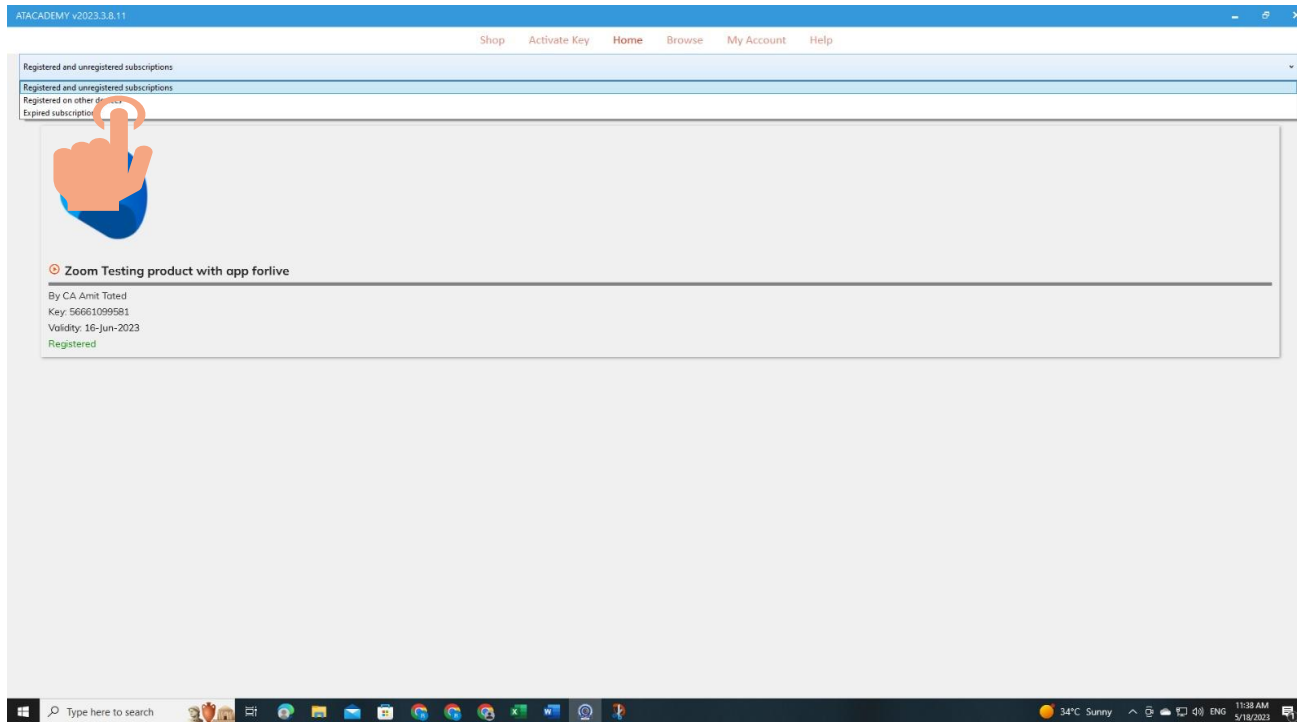 ATACADEMY v2023.3.8.11
Shop Activate Key Home Browse My Account Help
Registered and unregistered subscriptions
Registered and unregistered subscriptions
Registered on other
Expired
Zoom Testing product with app forlive
By CA Amit Tated
Key: 56661099581
Validity: 16-Jun-2023
Registered
Type here to search
34°C Sunny ENG 11:38 AM
5/18/2023